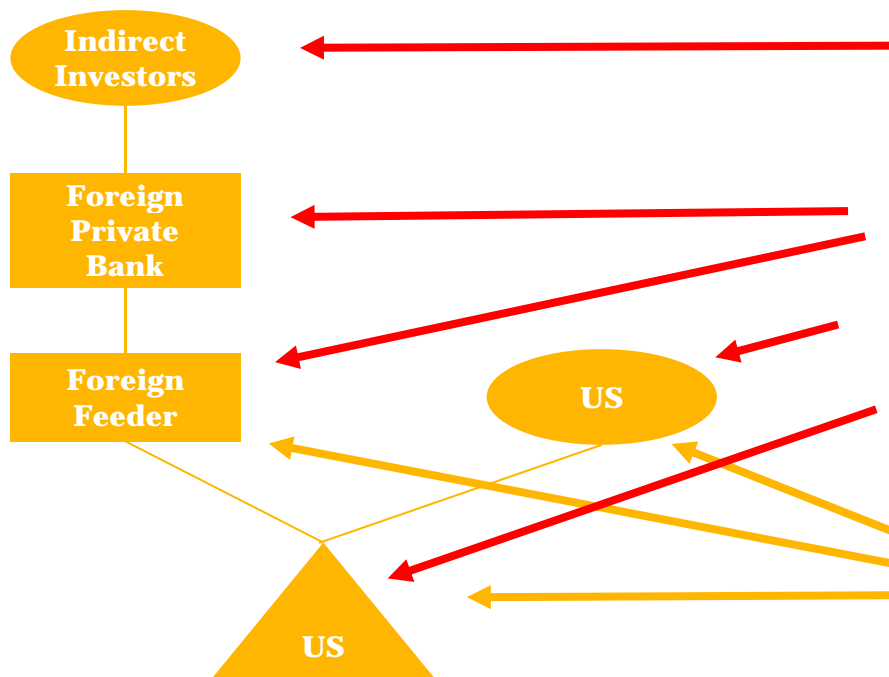 Indirect
Investors
Foreign
Private
Bank
Foreign
Feeder
US
US